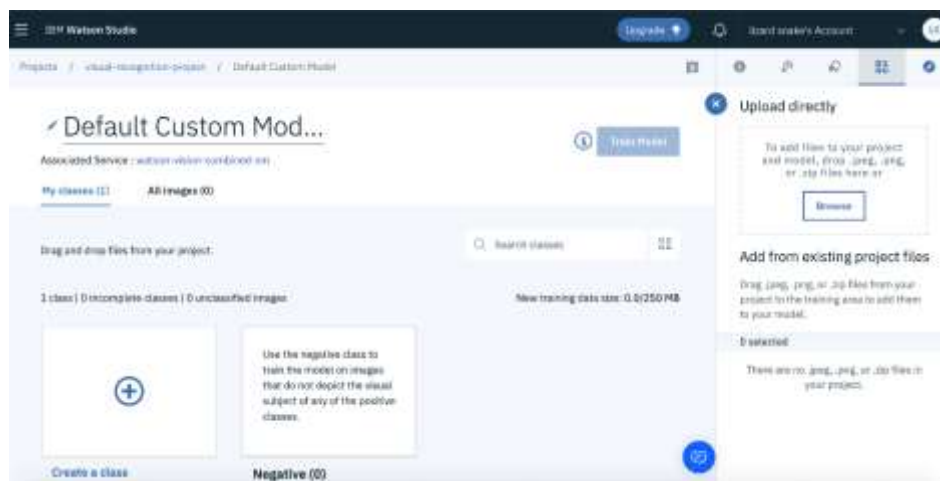 IBM Watson Studio
Upgrade
Account
Projects / visual-recognition-project / Default Custom Model
Default Custom Mod...
Train Model
Associated Service : watson-vision-combined-
My classes (1)
All images (0)
Drag and drop files from your project.
Search classes
1 class | 0 incomplete classes | 0 unclassified images
New training data size: 0.0/250 MB
Create a class
Use the negative class to
train the model on images
that do not depict the visual
subject of any of the positive
classes.
Negative (0)
Upload directly
To add files to your project
and model, drop .jpeg, .png,
or .zip files here or
Browse
Add from existing project files
Drag .jpeg, .png, or .zip files from your
project to the training area to add them
to your model.
0 selected
There are no .jpeg, .png, or .zip files in
your project.